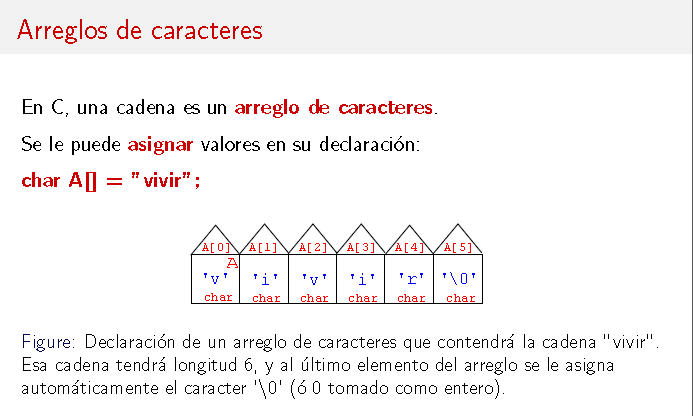 Arreglos de caracteres
En C, una cadena es un arreglo de caracteres.
Se le puede asignar valores en su declaración:
char A[] = "vivir";
A[0] A[1] A[2] A[3] A[4] A[5]
A
'v' 'i' 'v' 'i' 'r' '\0'
char char char char char char
Figure: Declaración de un arreglo de caracteres que contendrá la cadena "vivir".
Esa cadena tendrá longitud 6, y al último elemento del arreglo se le asigna
automáticamente el caracter '\0' (ó 0 tomado como entero).